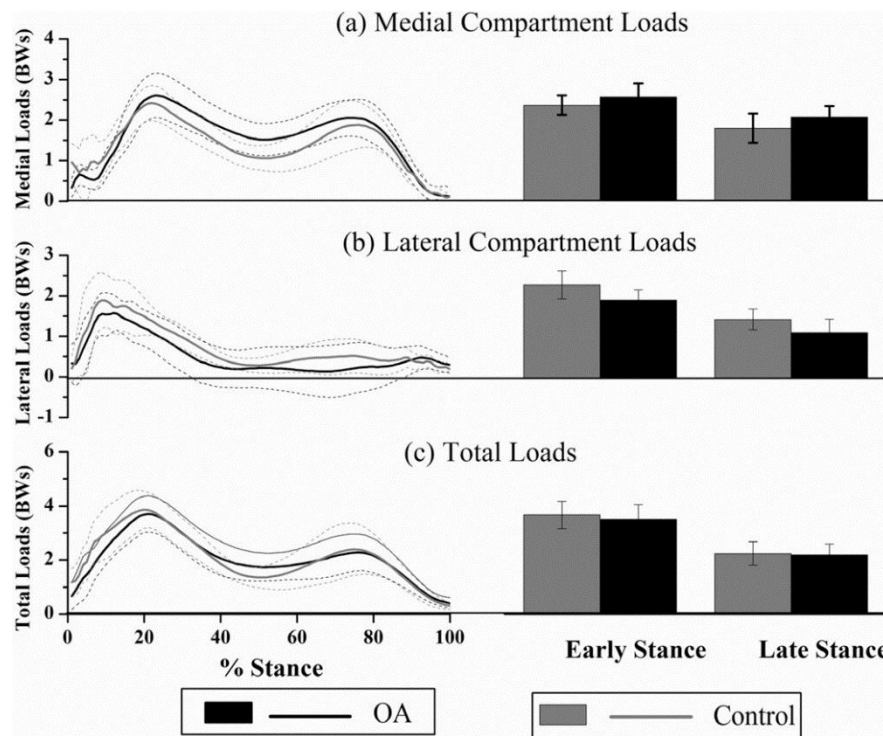 (a) Medial Compartment Loads
Medial Loads (BWs)
4
3
2
1
0
(b) Lateral Compartment Loads
Lateral Loads (BWs)
3
2
1
0
-1
(c) Total Loads
Total Loads (BWs)
6
4
2
0
0 20 40 60 80 100
% Stance
Early Stance Late Stance
OA Control